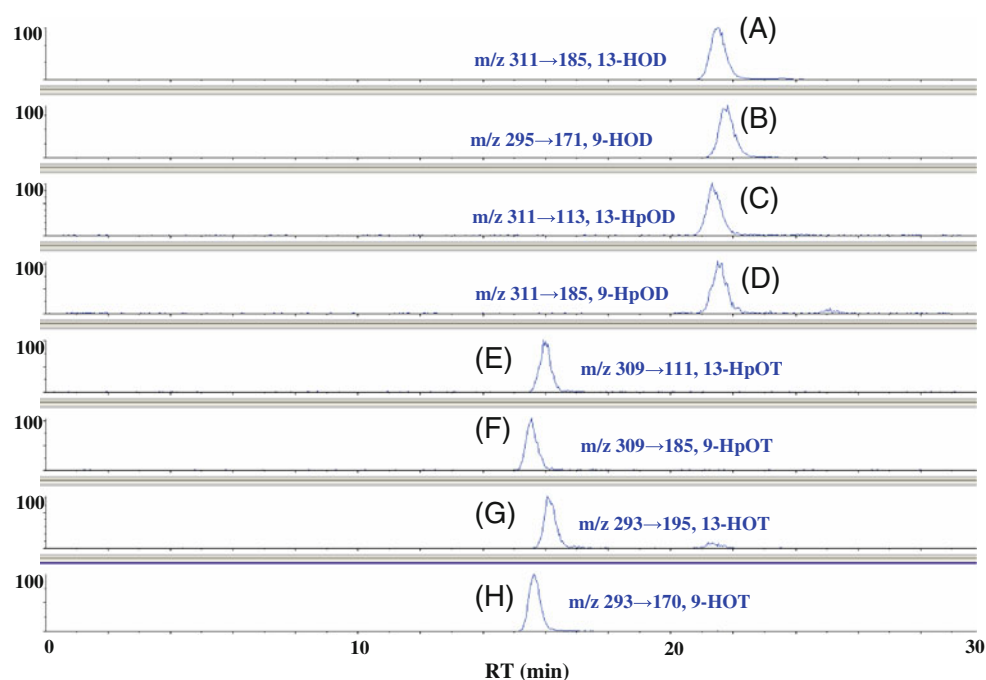 100
(A)
m/z 311→185, 13-HOD
100
(B)
m/z 295→171, 9-HOD
100
(C)
m/z 311→113, 13-HpOD
100
(D)
m/z 311→185, 9-HpOD
100
(E)
m/z 309→111, 13-HpOT
100
(F)
m/z 309→185, 9-HpOT
100
(G)
m/z 293→195, 13-HOT
100
(H)
m/z 293→170, 9-HOT
0 10 20 30
RT (min)